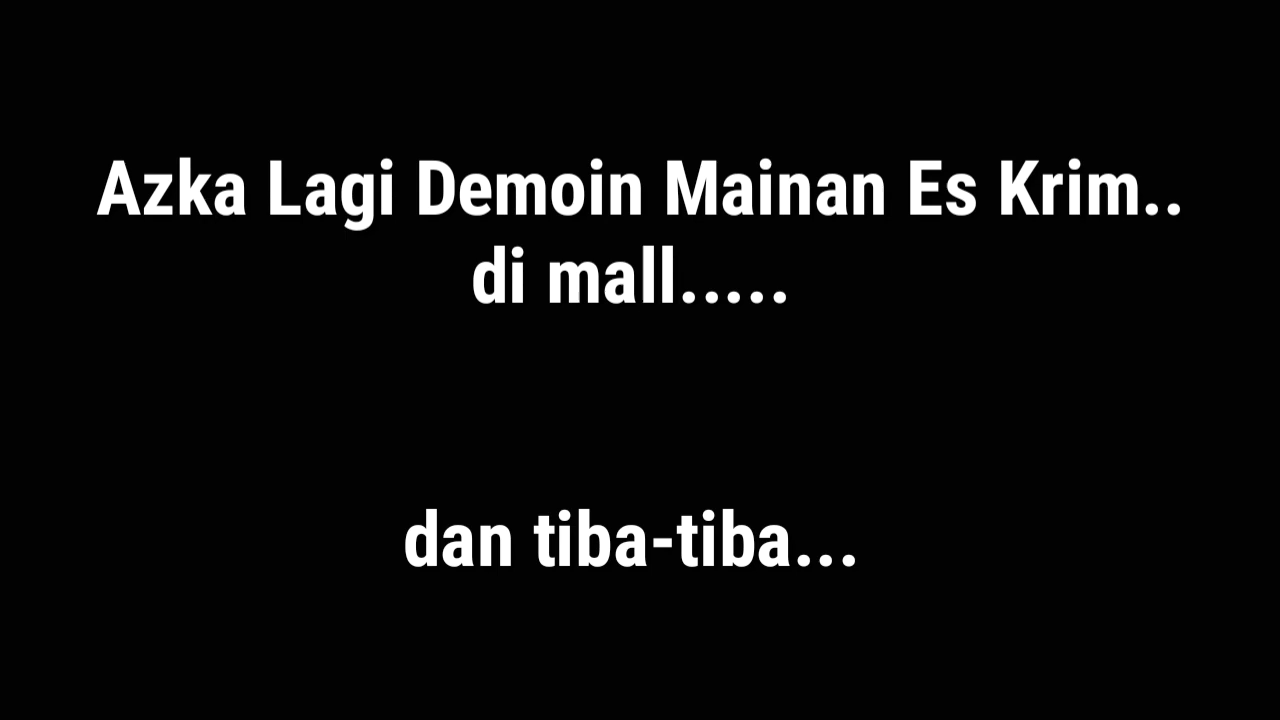 Azka Lagi Demoin Mainan Es Krim..
di mall.....
dan tiba-tiba...